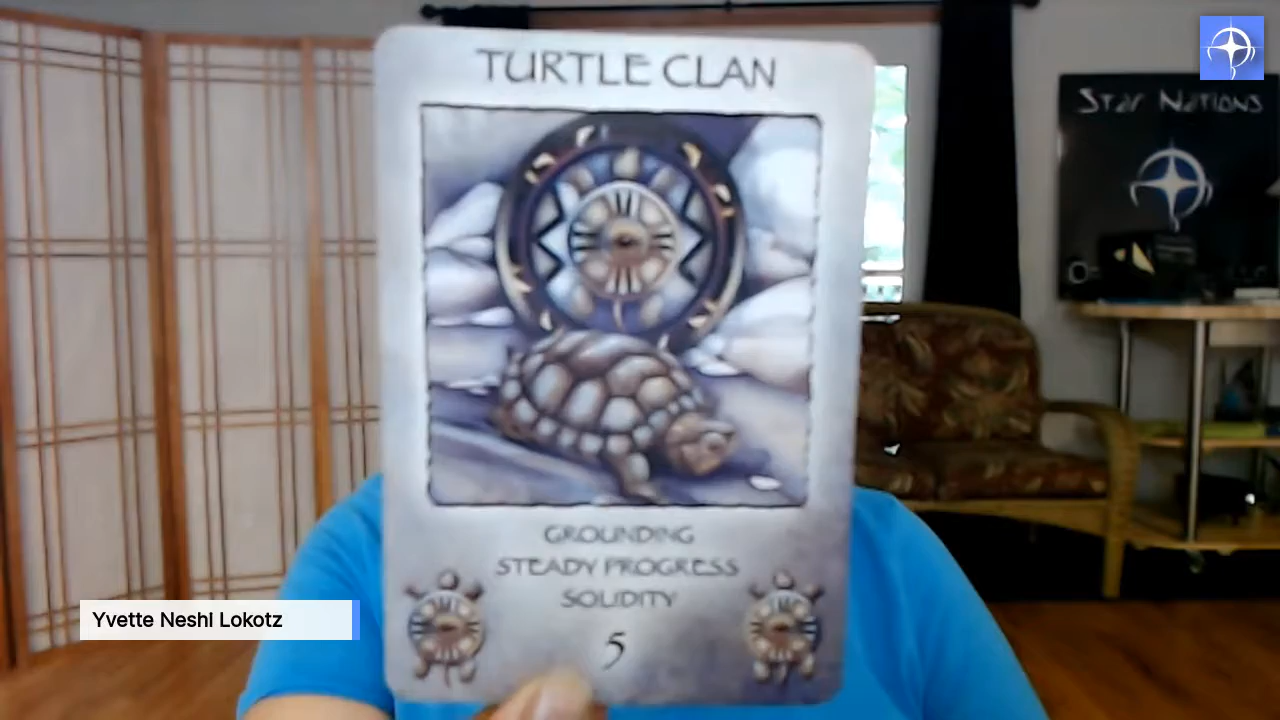 TURTLE CLAN
Star Nations
GROUNDING
STEADY PROGRESS
SOLIDITY
5
Yvette Neshi Lokotz